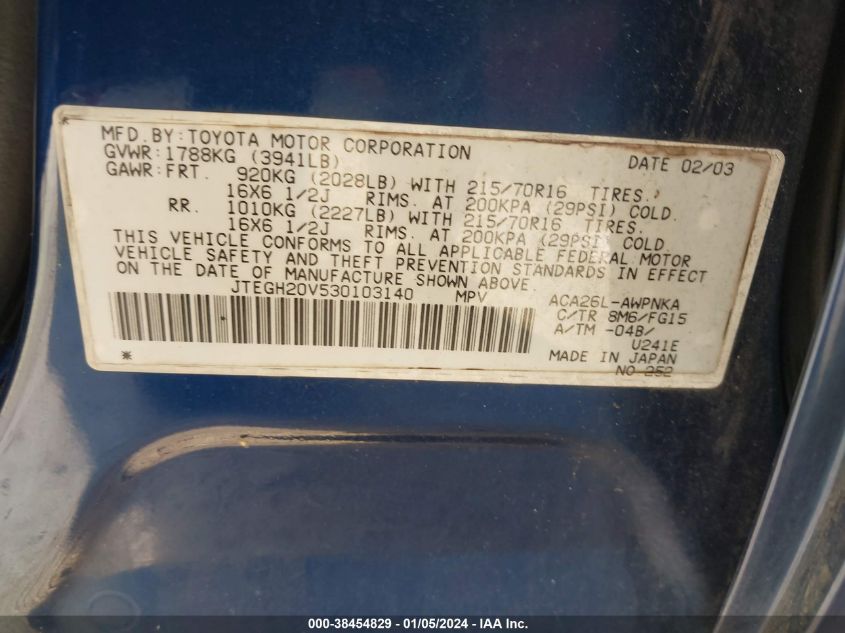 MFD.BY:TOYOTA MOTOR CORPORATION DATE 02/03
GVWR:1788KG (3941LB)
GAWR:FRT. 920KG (2028LB) WITH 215/70R16 TIRES.
16X6 1/2J RIMS. AT 200KPA (29PSI) COLD.
RR. 1010KG (2227LB) WITH 215/70R16 TIRES.
16X6 1/2J RIMS. AT 200KPA (29PSI) COLD.
THIS VEHICLE CONFORMS TO ALL APPLICABLE FEDERAL MOTOR
VEHICLE SAFETY AND THEFT PREVENTION STANDARDS IN EFFECT
ON THE DATE OF MANUFACTURE SHOWN ABOVE.
JTEGH20V530103140 MPV ACA26L-AWPNKA
C/TR 8M6/FG15
A/TM -04B/
U241E
MADE IN JAPAN
NO 252
000-38454829 - 01/05/2024 - IAA Inc.